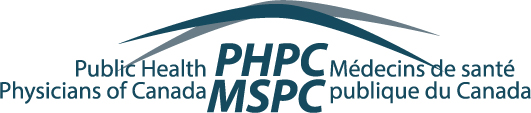 Public Health PHPC Médecins de santé
Physicians of Canada MSPC publique du Canada